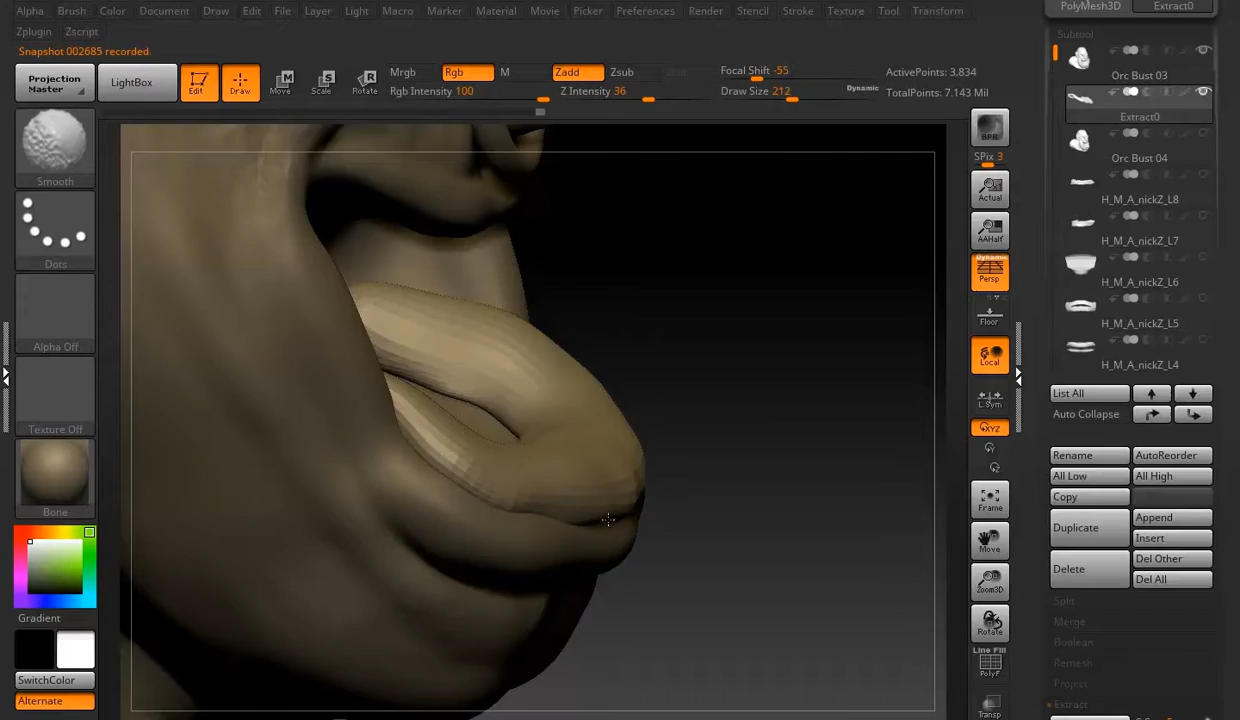 Alpha Brush Color Document Draw Edit File Layer Light Macro Marker Material Movie Picker Preferences Render Stencil Stroke Texture Tool Transform
Zplugin Zscript
Snapshot 002685 recorded.
Projection Master
LightBox
Edit
Draw
Move
Scale
Rotate
Mrgb Rgb M Zadd Zsub
Rgb Intensity 100
Z Intensity 36
Focal Shift -55
Draw Size 212
Dynamic
ActivePoints: 3,834
TotalPoints: 7.143 Mil
Smooth
Dots
Alpha Off
Texture Off
Bone
Gradient
SwitchColor
Alternate
BPR
SPix 3
Actual
AAHalf
Dynamic
Persp
Floor
Local
L.Sym
XYZ
Frame
Move
Zoom3D
Rotate
Line Fill
PolyF
Transp
PolyMesh3D Extract0
Subtool
Orc Bust 03
Extract0
Orc Bust 04
H_M_A_nickZ_L8
H_M_A_nickZ_L7
H_M_A_nickZ_L6
H_M_A_nickZ_L5
H_M_A_nickZ_L4
List All
Auto Collapse
Rename AutoReorder
All Low All High
Copy
Duplicate Append
Insert
Delete Del Other
Del All
Split
Merge
Boolean
Remesh
Project
Extract